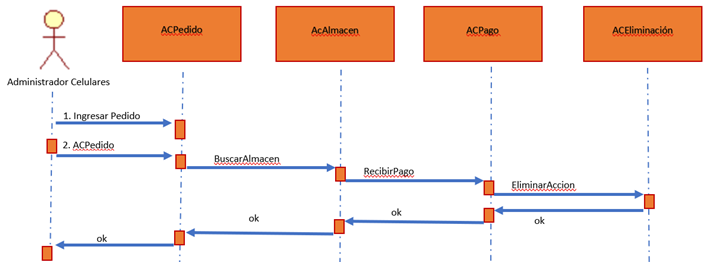 ACPedido
AcAlmacen
ACPago
ACEliminación
Administrador Celulares
1. Ingresar Pedido
2. ACPedido
BuscarAlmacen
RecibirPago
EliminarAccion
ok
ok
ok
ok